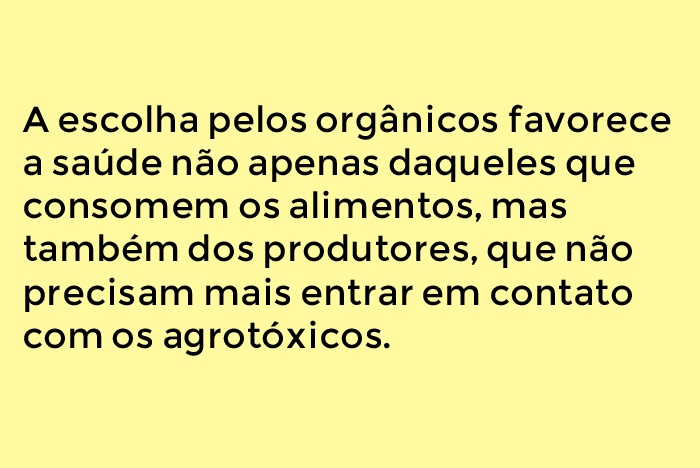 A escolha pelos orgânicos favorece
a saúde não apenas daqueles que
consomem os alimentos, mas
também dos produtores, que não
precisam mais entrar em contato
com os agrotóxicos.